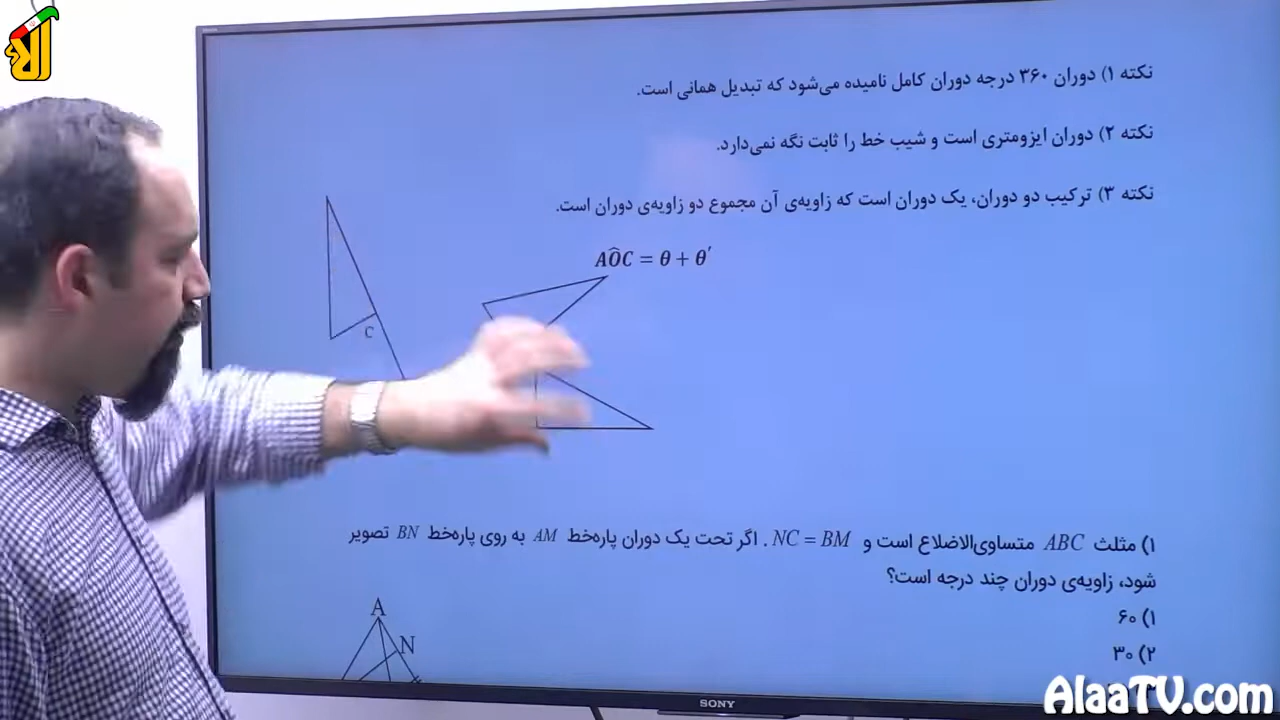 نکته ۱) دوران ۳۶۰ درجه دوران کامل نامیده می‌شود که تبدیل همانی است.
نکته ۲) دوران ایزومتری است و شیب خط را ثابت نگه نمی‌دارد.
نکته ۳) ترکیب دو دوران، یک دوران است که زاویه‌ی آن مجموع دو زاویه‌ی دوران است.
AÔC = θ + θ′
C
۱) مثلث ABC متساوی‌الاضلاع است و NC = BM. اگر تحت یک دوران پاره‌خط AM به روی پاره‌خط BN تصویر
شود، زاویه‌ی دوران چند درجه است؟
۱) ۶۰
۲) ۳۰
A
N
SONY
AlaaTV.com